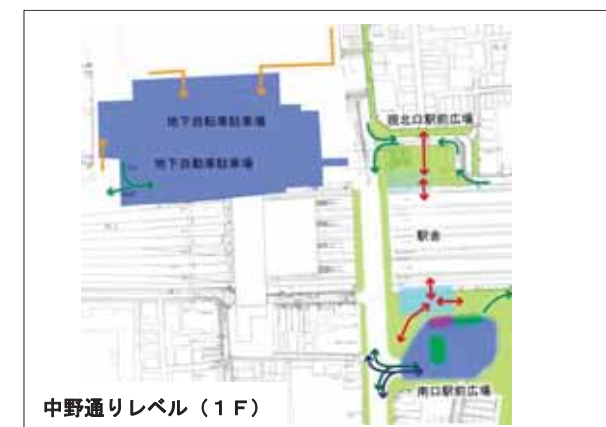 地下自転車駐車場
地下自動車駐車場
現北口駅前広場
駅舎
南口駅前広場
中野通りレベル（１Ｆ）